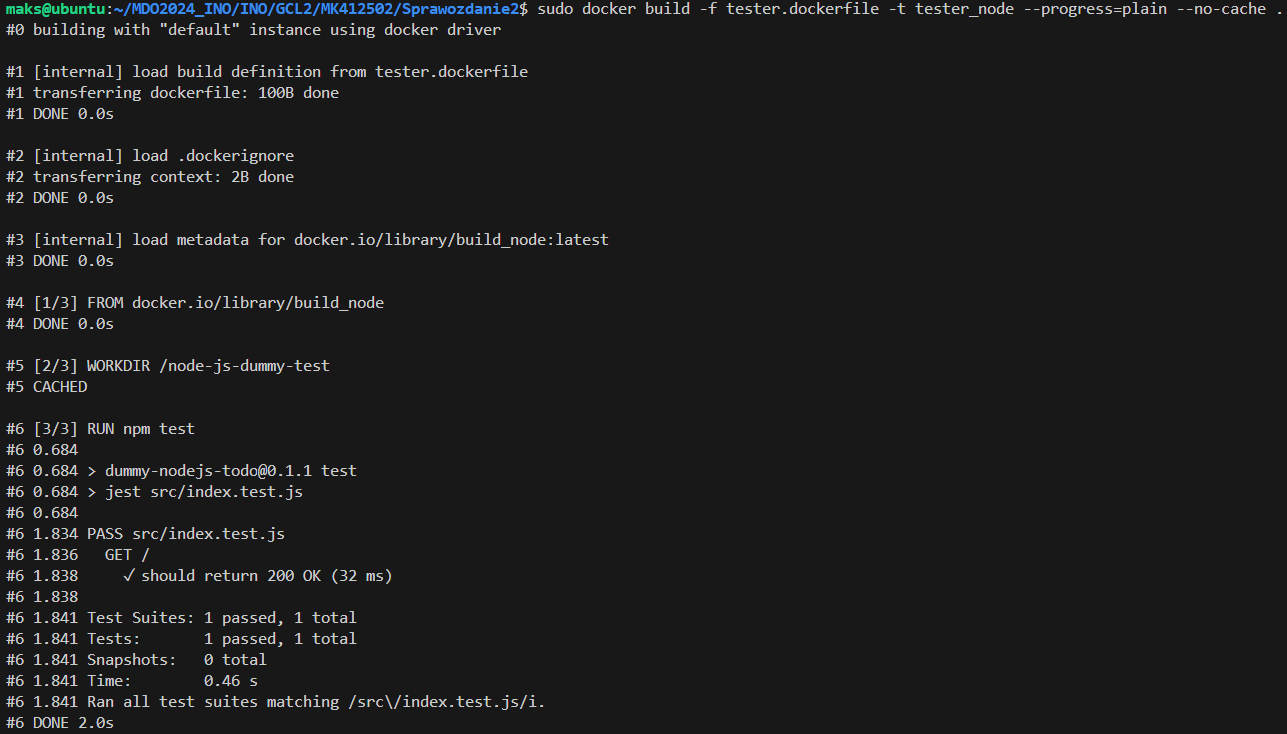 maks@ubuntu:~/MDO2024_INO/INO/GCL2/MK412502/Sprawozdanie2$ sudo docker build -f tester.dockerfile -t tester_node --progress=plain --no-cache .
#0 building with "default" instance using docker driver
#1 [internal] load build definition from tester.dockerfile
#1 transferring dockerfile: 100B done
#1 DONE 0.0s
#2 [internal] load .dockerignore
#2 transferring context: 2B done
#2 DONE 0.0s
#3 [internal] load metadata for docker.io/library/build_node:latest
#3 DONE 0.0s
#4 [1/3] FROM docker.io/library/build_node
#4 DONE 0.0s
#5 [2/3] WORKDIR /node-js-dummy-test
#5 CACHED
#6 [3/3] RUN npm test
#6 0.684
#6 0.684 > dummy-nodejs-todo@0.1.1 test
#6 0.684 > jest src/index.test.js
#6 0.684
#6 1.834 PASS src/index.test.js
#6 1.836   GET /
#6 1.838     ✓ should return 200 OK (32 ms)
#6 1.838
#6 1.841 Test Suites: 1 passed, 1 total
#6 1.841 Tests:       1 passed, 1 total
#6 1.841 Snapshots:   0 total
#6 1.841 Time:        0.46 s
#6 1.841 Ran all test suites matching /src\/index.test.js/i.
#6 DONE 2.0s